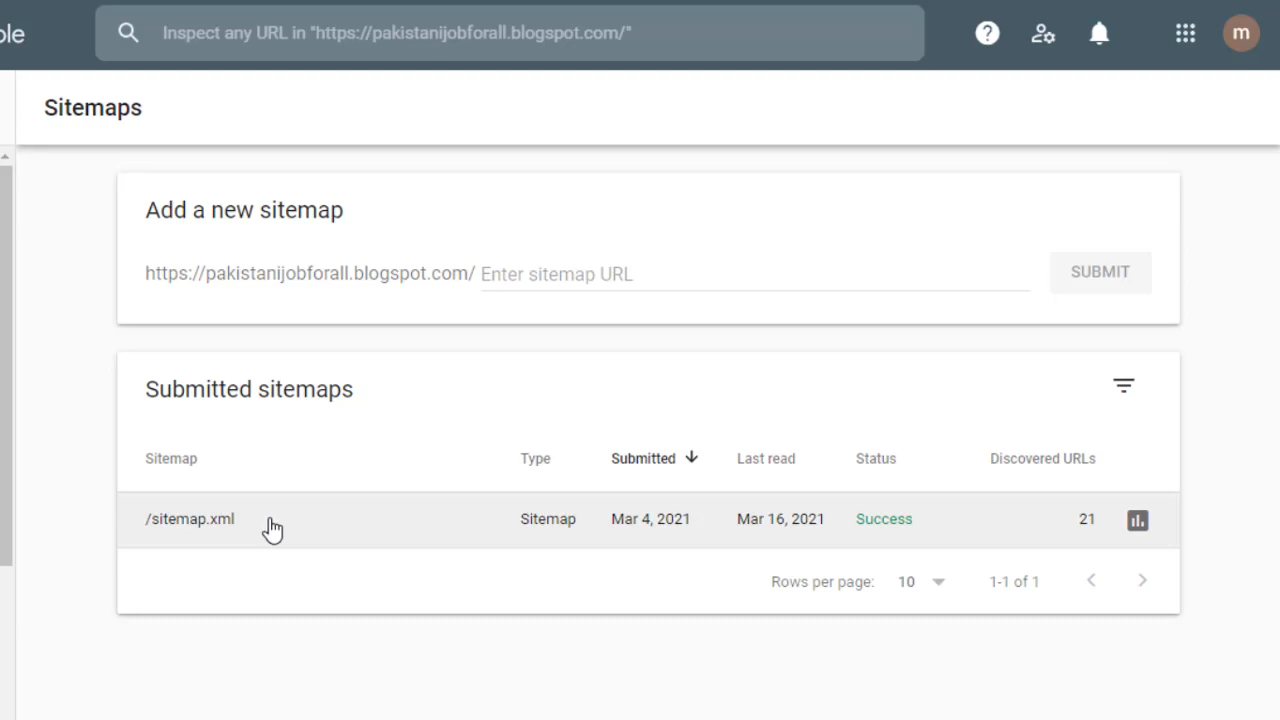 ole
Inspect any URL in "https://pakistanijobforall.blogspot.com/"
m
Sitemaps
Add a new sitemap
https://pakistanijobforall.blogspot.com/ Enter sitemap URL SUBMIT
Submitted sitemaps
Sitemap Type Submitted Last read Status Discovered URLs
/sitemap.xml Sitemap Mar 4, 2021 Mar 16, 2021 Success 21
Rows per page: 10 1-1 of 1